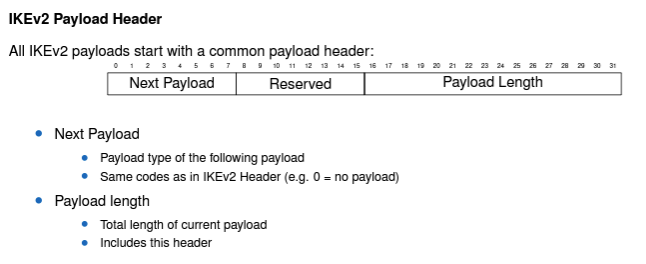 IKEv2 Payload Header
All IKEv2 payloads start with a common payload header:
0 1 2 3 4 5 6 7 8 9 10 11 12 13 14 15 16 17 18 19 20 21 22 23 24 25 26 27 28 29 30 31
Next Payload Reserved Payload Length
Next Payload
Payload type of the following payload
Same codes as in IKEv2 Header (e.g. 0 = no payload)
Payload length
Total length of current payload
Includes this header